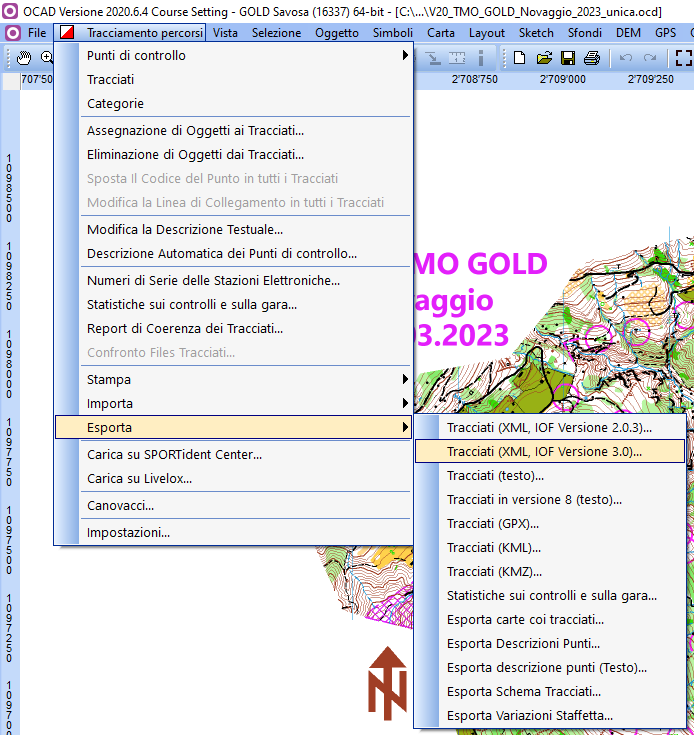 OCAD Versione 2020.6.4 Course Setting - GOLD Savosa (16337) 64-bit - [C:\...\V20_TMO_GOLD_Novaggio_2023_unica.ocd]
File Tracciamento percorsi Vista Selezione Oggetto Simboli Carta Layout Sketch Sfondi DEM GPS
707'50 2'708'750 2'709'000 2'709'250
Punti di controllo
Tracciati
Categorie
Assegnazione di Oggetti ai Tracciati...
Eliminazione di Oggetti dai Tracciati...
Sposta Il Codice del Punto in tutti i Tracciati
Modifica la Linea di Collegamento in tutti i Tracciati
Modifica la Descrizione Testuale...
Descrizione Automatica dei Punti di controllo...
Numeri di Serie delle Stazioni Elettroniche...
Statistiche sui controlli e sulla gara...
Report di Coerenza dei Tracciati...
Confronto Files Tracciati...
Stampa
Importa
Esporta
Carica su SPORTident Center...
Carica su Livelox...
Canovacci...
Impostazioni...
Tracciati (XML, IOF Versione 2.0.3)...
Tracciati (XML, IOF Versione 3.0)...
Tracciati (testo)...
Tracciati in versione 8 (testo)...
Tracciati (GPX)...
Tracciati (KML)...
Tracciati (KMZ)...
Statistiche sui controlli e sulla gara...
Esporta carte coi tracciati...
Esporta Descrizioni Punti...
Esporta descrizione punti (Testo)...
Esporta Schema Tracciati...
Esporta Variazioni Staffetta...
MO GOLD
aggio
3.2023
1098500
1098250
1098000
1097750
1097500
1097250
109700
N